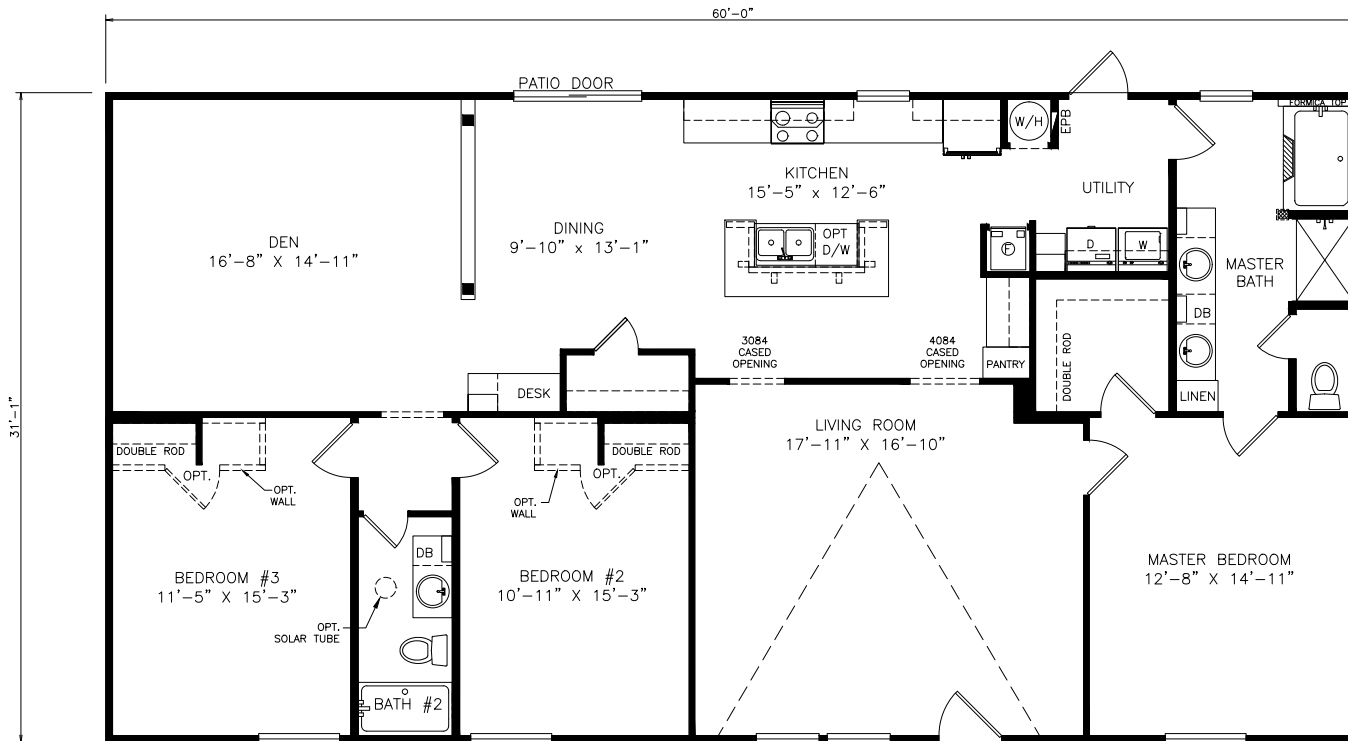 60'-0"
PATIO DOOR
FORMICA TOP
W/H
EPB
KITCHEN
15'-5" x 12'-6"
UTILITY
DEN
16'-8" X 14'-11"
DINING
9'-10" x 13'-1"
OPT
D/W
F
D
W
MASTER
BATH
DB
31'-1"
3084
CASED
OPENING
4084
CASED
OPENING
PANTRY
DOUBLE ROD
LINEN
DESK
LIVING ROOM
17'-11" X 16'-10"
DOUBLE ROD
OPT.
OPT.
WALL
DOUBLE ROD
OPT.
OPT.
WALL
DB
BEDROOM #3
11'-5" X 15'-3"
BEDROOM #2
10'-11" X 15'-3"
MASTER BEDROOM
12'-8" X 14'-11"
OPT.
SOLAR TUBE
BATH #2